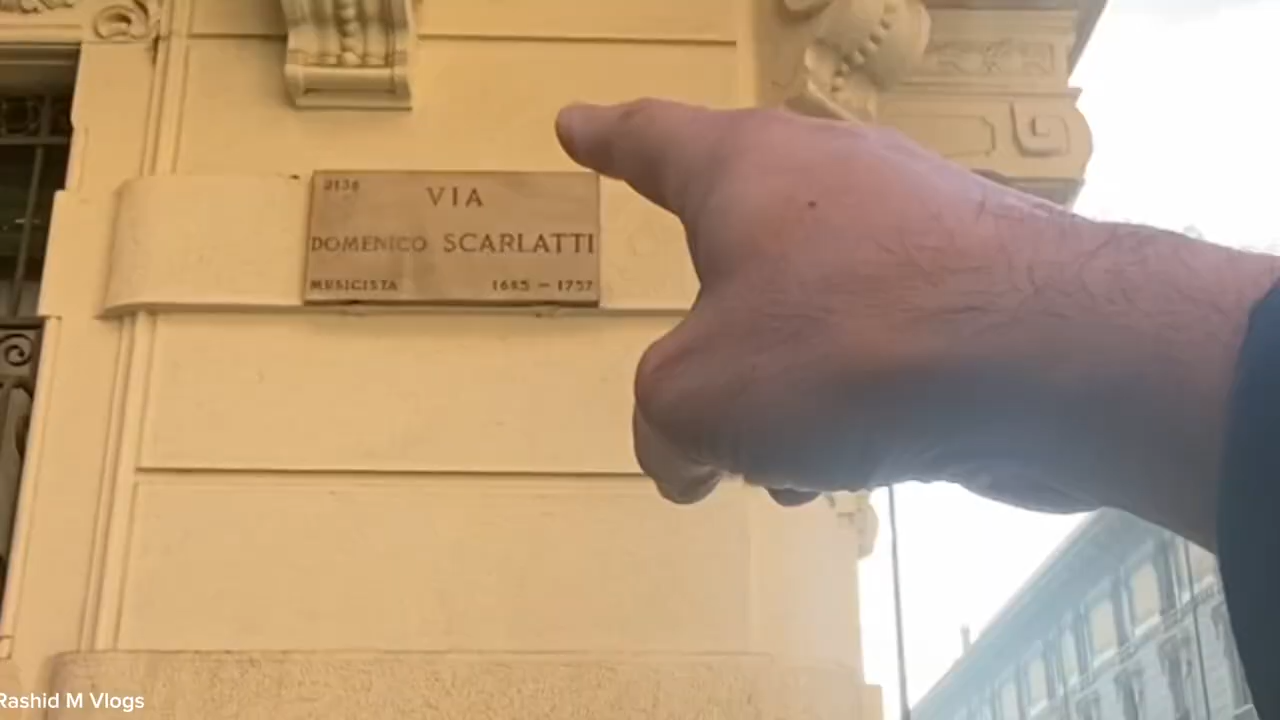 2136
VIA
DOMENICO SCARLATTI
MUSICISTA 1685 – 1757
Rashid M Vlogs